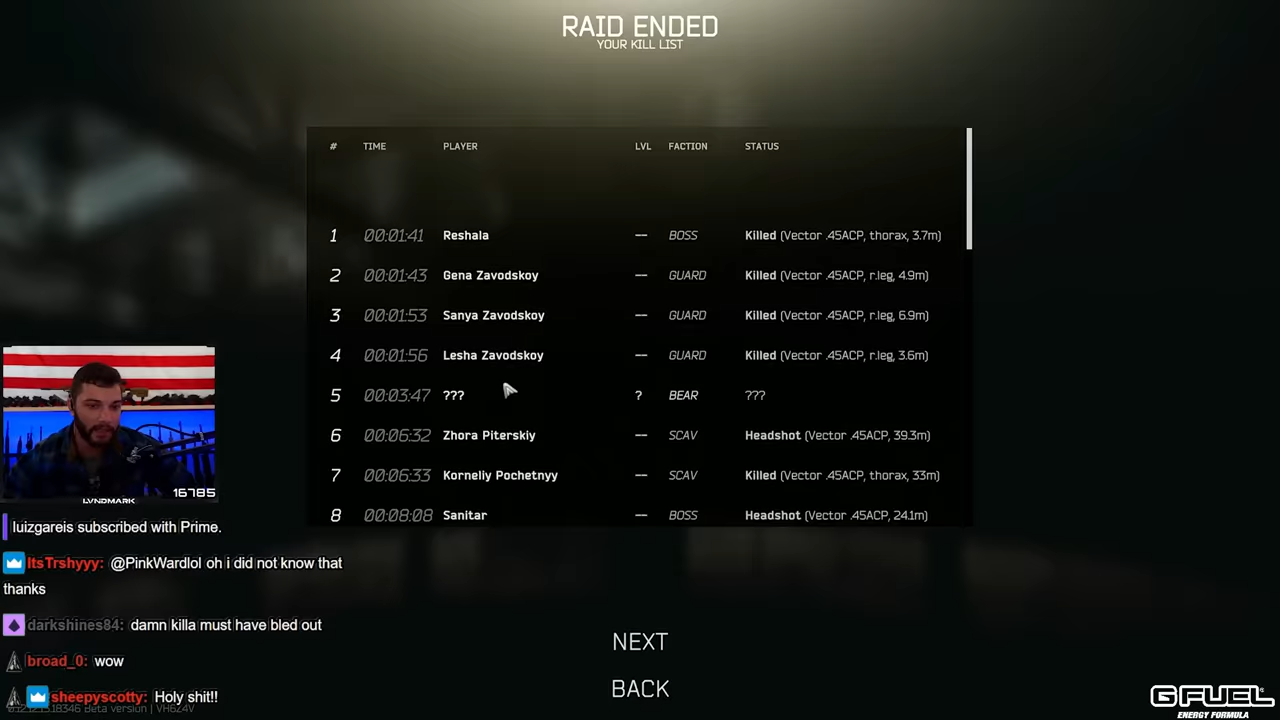 RAID ENDED
YOUR KILL LIST
# TIME PLAYER LVL FACTION STATUS
1 00:01:41 Reshala -- BOSS Killed (Vector .45ACP, thorax, 3.7m)
2 00:01:43 Gena Zavodskoy -- GUARD Killed (Vector .45ACP, r.leg, 4.9m)
3 00:01:53 Sanya Zavodskoy -- GUARD Killed (Vector .45ACP, r.leg, 6.9m)
4 00:01:56 Lesha Zavodskoy -- GUARD Killed (Vector .45ACP, r.leg, 3.6m)
5 00:03:47 ??? ? BEAR ???
6 00:06:32 Zhora Piterskiy -- SCAV Headshot (Vector .45ACP, 39.3m)
7 00:06:33 Korneliy Pochetnyy -- SCAV Killed (Vector .45ACP, thorax, 33m)
8 00:08:08 Sanitar -- BOSS Headshot (Vector .45ACP, 24.1m)
16785
LVNDMARK
luizgareis subscribed with Prime.
ItsTrshyyy: @PinkWardlol oh i did not know that
thanks
darkshines84: damn killa must have bled out
broad_0: wow
sheepyscotty: Holy shit!!
Beta version | VH6Z4V
NEXT
BACK
G FUEL
ENERGY FORMULA